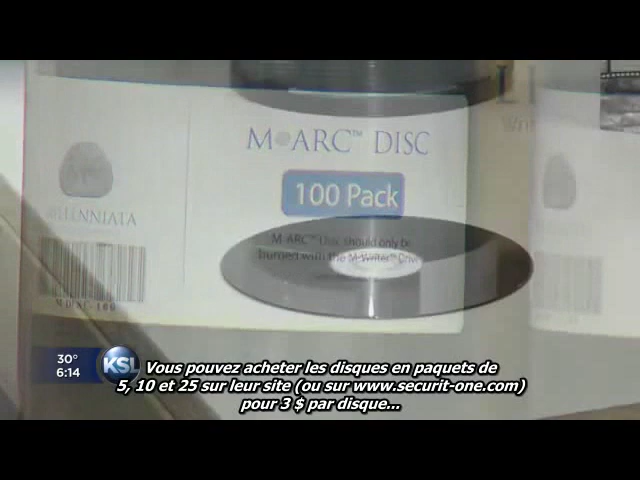 M•ARC™ DISC
100 Pack
M-ARC™ Disc should only be
burned with the M-Writer™ Drive
30°
6:14
KSL
Vous pouvez acheter les disques en paquets de
5, 10 et 25 sur leur site (ou sur www.securit-one.com)
pour 3 $ par disque...